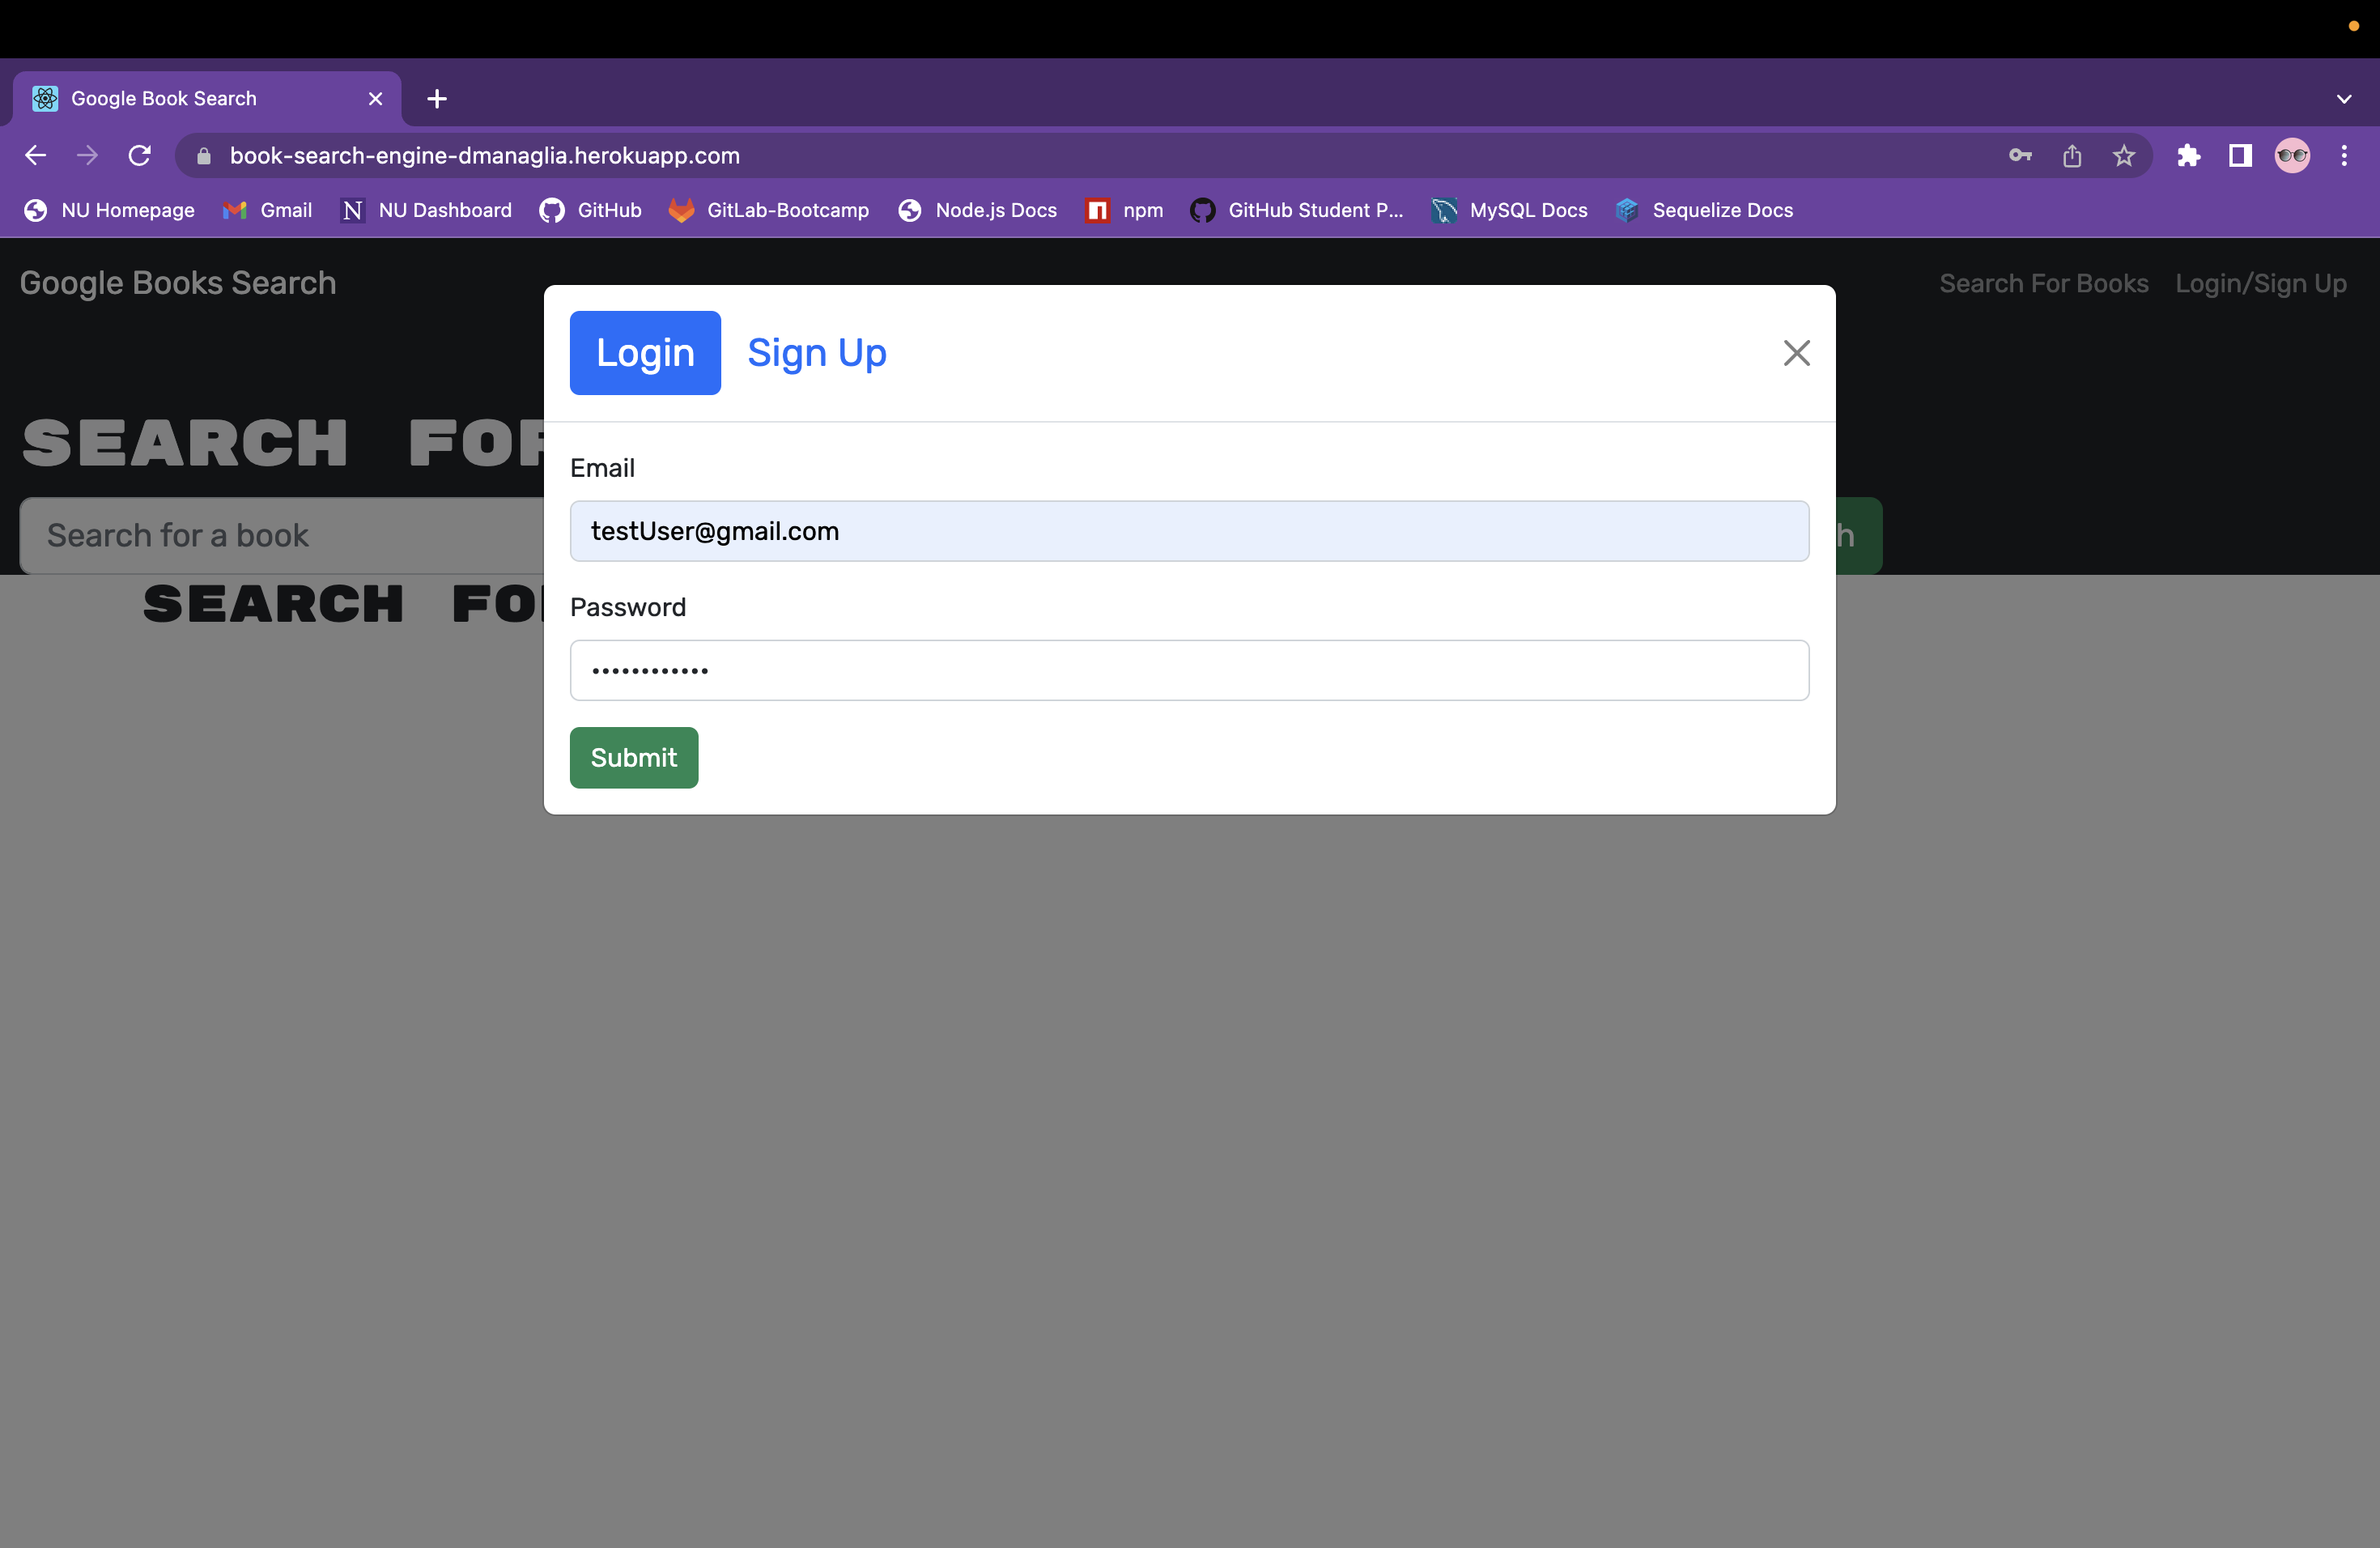 Google Book Search
book-search-engine-dmanaglia.herokuapp.com
NU Homepage Gmail NU Dashboard GitHub GitLab-Bootcamp Node.js Docs npm GitHub Student P... MySQL Docs Sequelize Docs
Google Books Search Search For Books Login/Sign Up
Login Sign Up
SEARCH FOR
Email
Search for a book testUser@gmail.com h
SEARCH FO
Password
••••••••••••
Submit